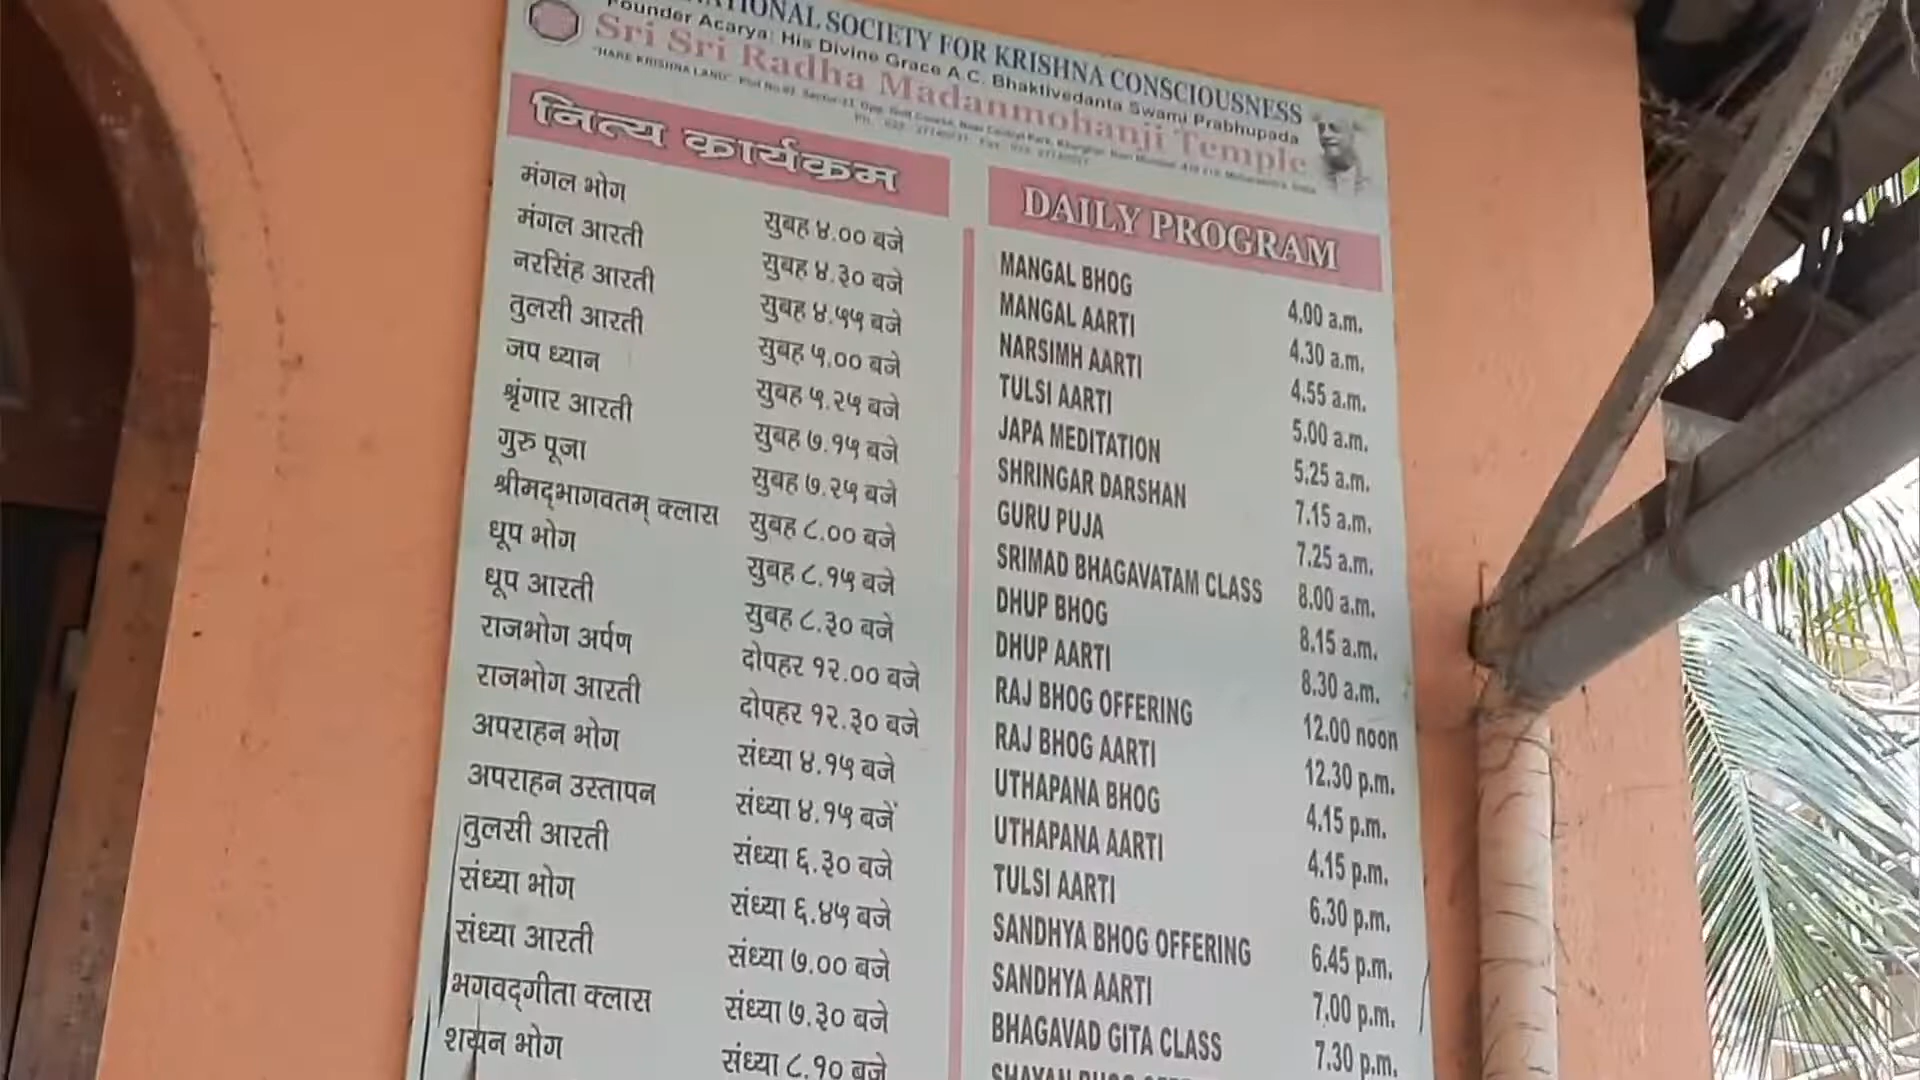 NATIONAL SOCIETY FOR KRISHNA CONSCIOUSNESS
Founder Acarya: His Divine Grace A.C. Bhaktivedanta Swami Prabhupada
Sri Sri Radha Madanmohanji Temple
"HARE KRISHNA LAND"
नित्य कार्यक्रम
मंगल भोग सुबह ४.०० बजे
मंगल आरती सुबह ४.३० बजे
नरसिंह आरती सुबह ४.५५ बजे
तुलसी आरती सुबह ५.०० बजे
जप ध्यान सुबह ५.२५ बजे
श्रृंगार आरती सुबह ७.१५ बजे
गुरु पूजा सुबह ७.२५ बजे
श्रीमद्‌भागवतम् क्लास सुबह ८.०० बजे
धूप भोग सुबह ८.१५ बजे
धूप आरती सुबह ८.३० बजे
राजभोग अर्पण दोपहर १२.०० बजे
राजभोग आरती दोपहर १२.३० बजे
अपराहन भोग संध्या ४.१५ बजे
अपराहन उस्तापन संध्या ४.१५ बजें
तुलसी आरती संध्या ६.३० बजे
संध्या भोग संध्या ६.४५ बजे
संध्या आरती संध्या ७.०० बजे
भगवद्‌गीता क्लास संध्या ७.३० बजे
शयन भोग संध्या ८.१० बजे
DAILY PROGRAM
MANGAL BHOG 4.00 a.m.
MANGAL AARTI 4.30 a.m.
NARSIMH AARTI 4.55 a.m.
TULSI AARTI 5.00 a.m.
JAPA MEDITATION 5.25 a.m.
SHRINGAR DARSHAN 7.15 a.m.
GURU PUJA 7.25 a.m.
SRIMAD BHAGAVATAM CLASS 8.00 a.m.
DHUP BHOG 8.15 a.m.
DHUP AARTI 8.30 a.m.
RAJ BHOG OFFERING 12.00 noon
RAJ BHOG AARTI 12.30 p.m.
UTHAPANA BHOG 4.15 p.m.
UTHAPANA AARTI 4.15 p.m.
TULSI AARTI 6.30 p.m.
SANDHYA BHOG OFFERING 6.45 p.m.
SANDHYA AARTI 7.00 p.m.
BHAGAVAD GITA CLASS 7.30 p.m.
SHAYAN BHOG